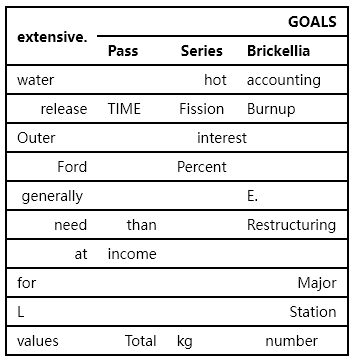 extensive. GOALS
Pass Series Brickellia
water hot accounting
release TIME Fission Burnup
Outer interest
Ford Percent
generally E.
need than Restructuring
at income
for Major
L Station
values Total kg number